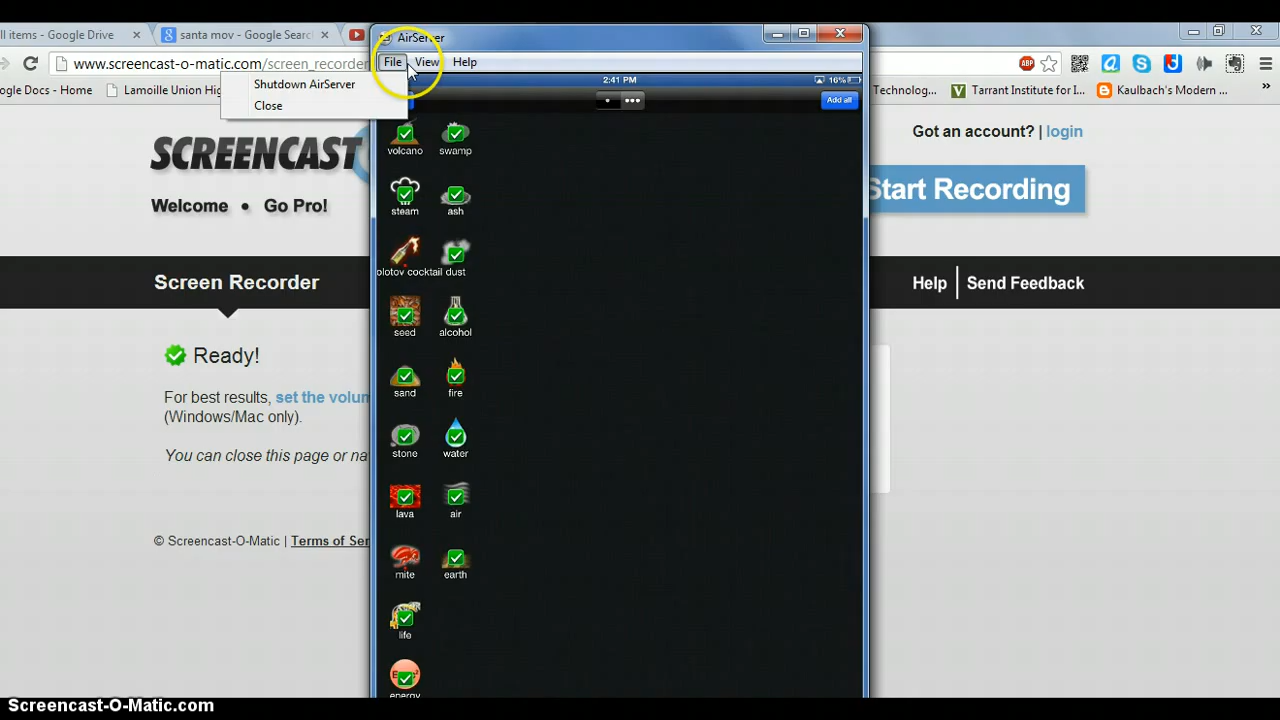 ll items - Google Drive
santa mov - Google Searc
AirServer
www.screencast-o-matic.com/screen_recorder
File View Help
ABP
ogle Docs - Home
Lamoille Union Hig
Technolog...
Tarrant Institute for I...
Kaulbach's Modern ...
»
Shutdown AirServer
Close
2:41 PM
16%
Add all
SCREENCAST
Got an account? | login
Welcome • Go Pro!
Start Recording
volcano swamp
steam ash
olotov cocktail dust
seed alcohol
sand fire
stone water
lava air
mite earth
life
energy
Screen Recorder
Help
Send Feedback
Ready!
For best results, set the volum
(Windows/Mac only).
You can close this page or na
© Screencast-O-Matic | Terms of Ser
Screencast-O-Matic.com